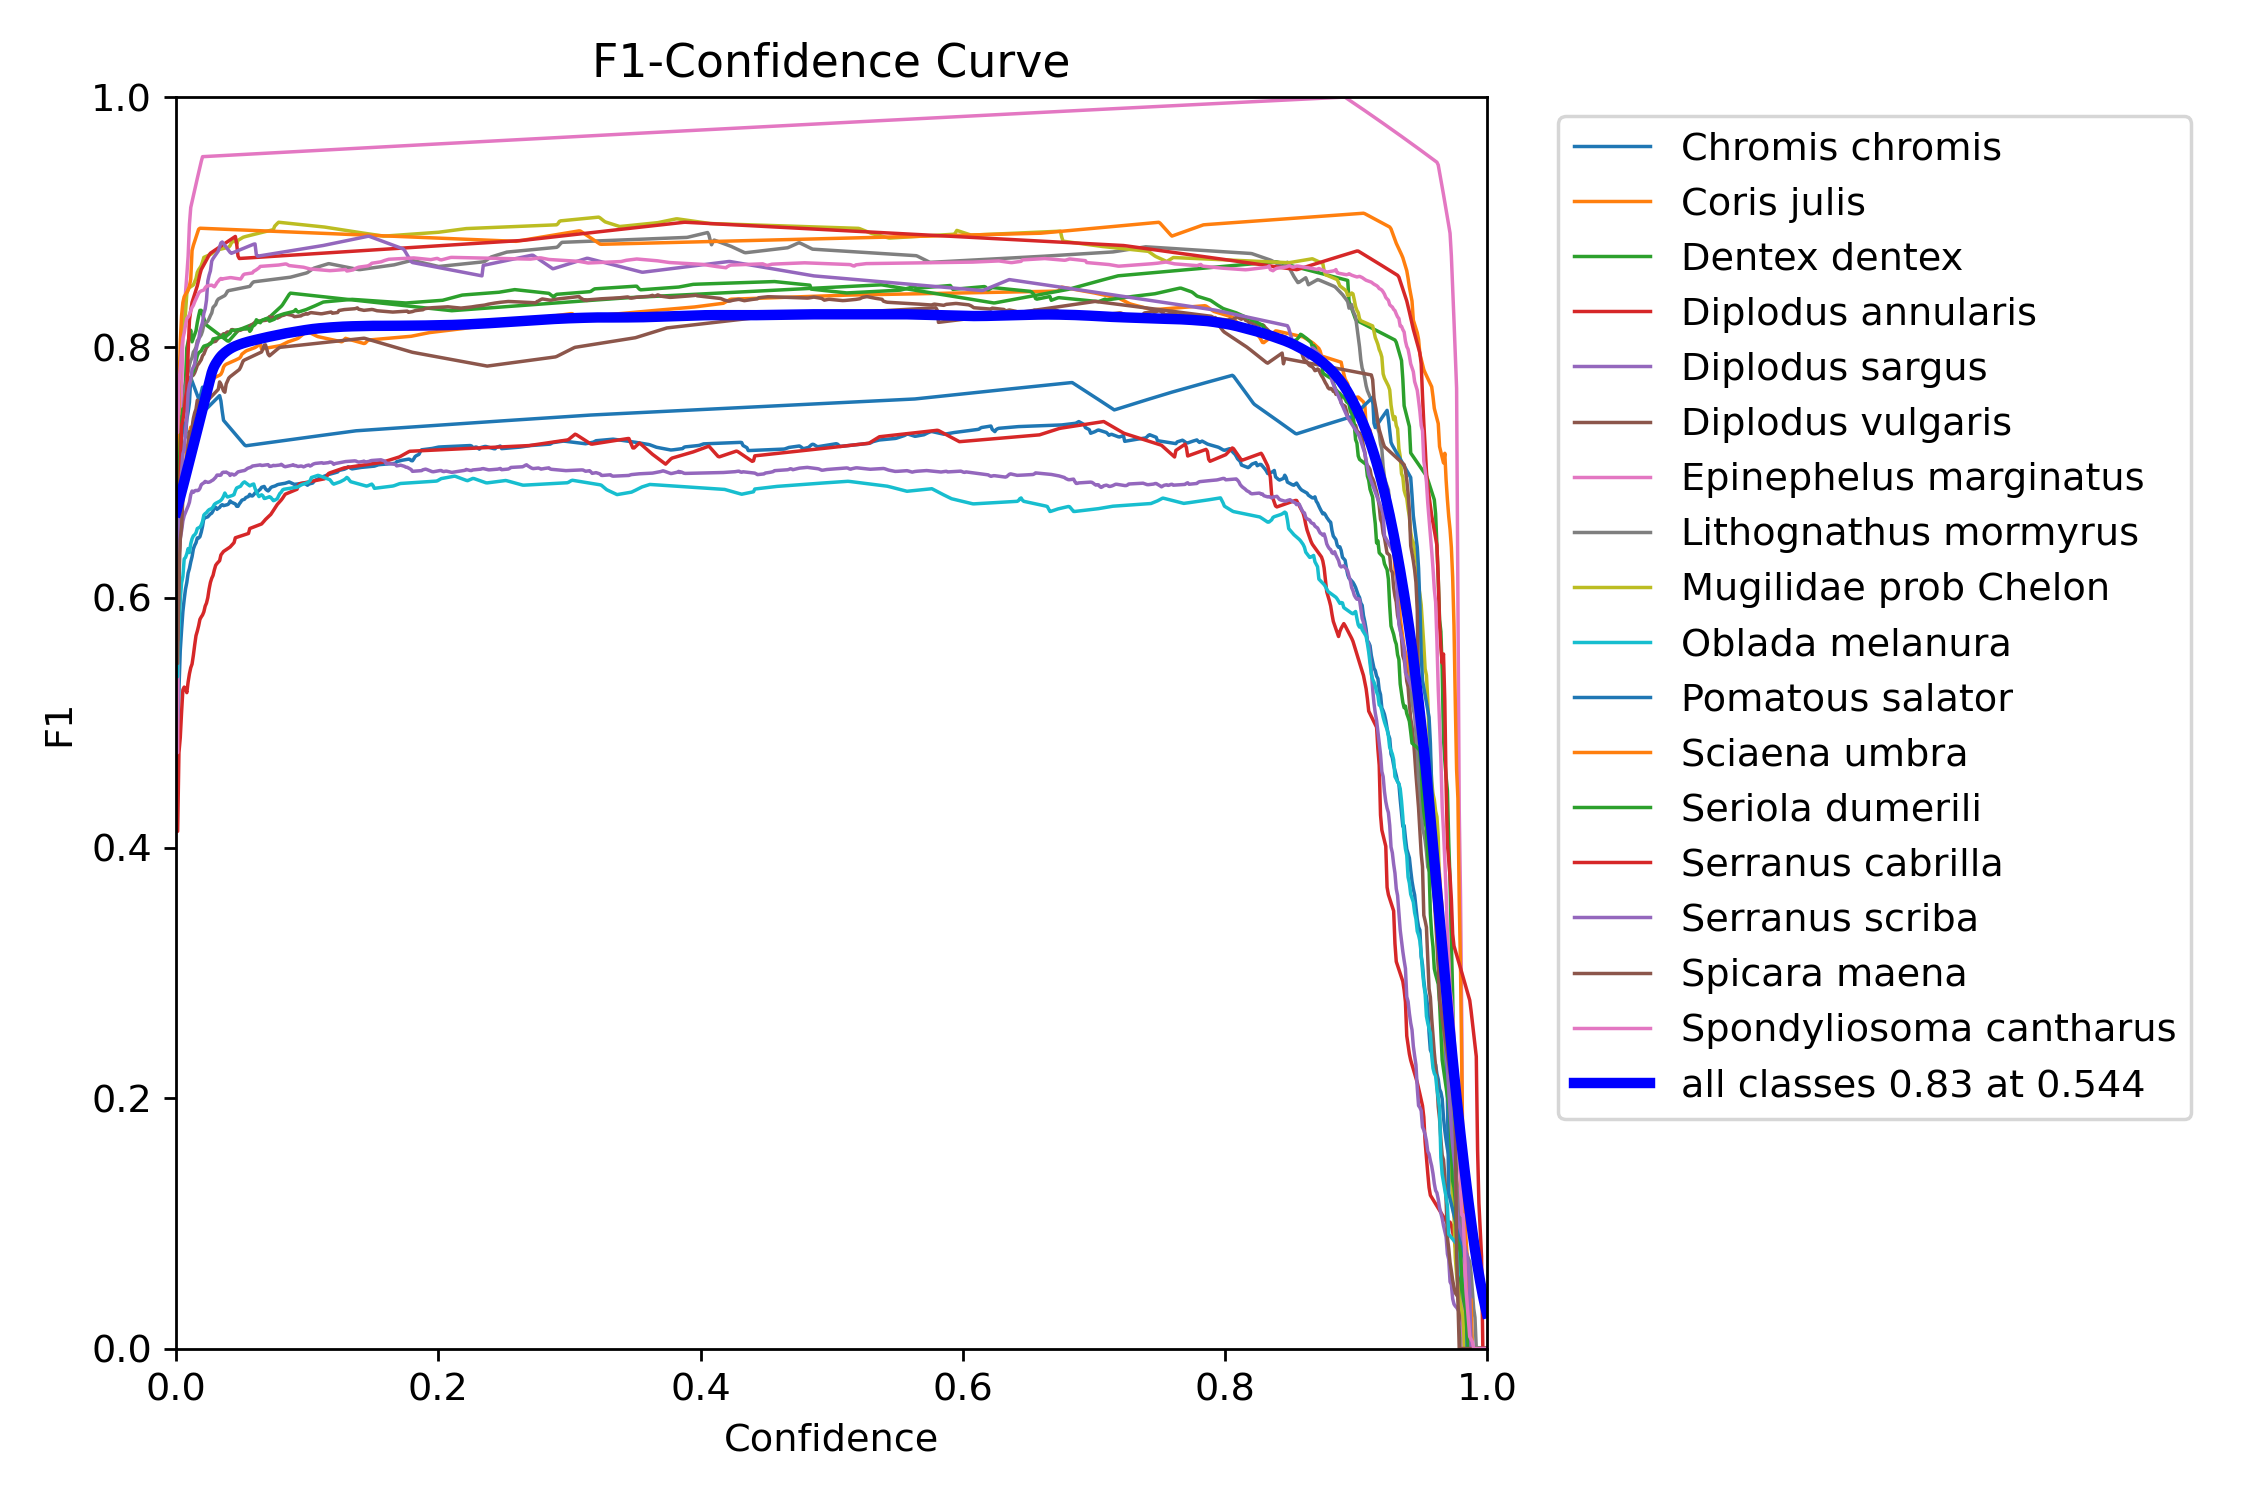 F1-Confidence Curve
1.0
0.8
0.6
0.4
0.2
0.0
F1
0.0 0.2 0.4 0.6 0.8 1.0
Confidence
Chromis chromis
Coris julis
Dentex dentex
Diplodus annularis
Diplodus sargus
Diplodus vulgaris
Epinephelus marginatus
Lithognathus mormyrus
Mugilidae prob Chelon
Oblada melanura
Pomatous salator
Sciaena umbra
Seriola dumerili
Serranus cabrilla
Serranus scriba
Spicara maena
Spondyliosoma cantharus
all classes 0.83 at 0.544